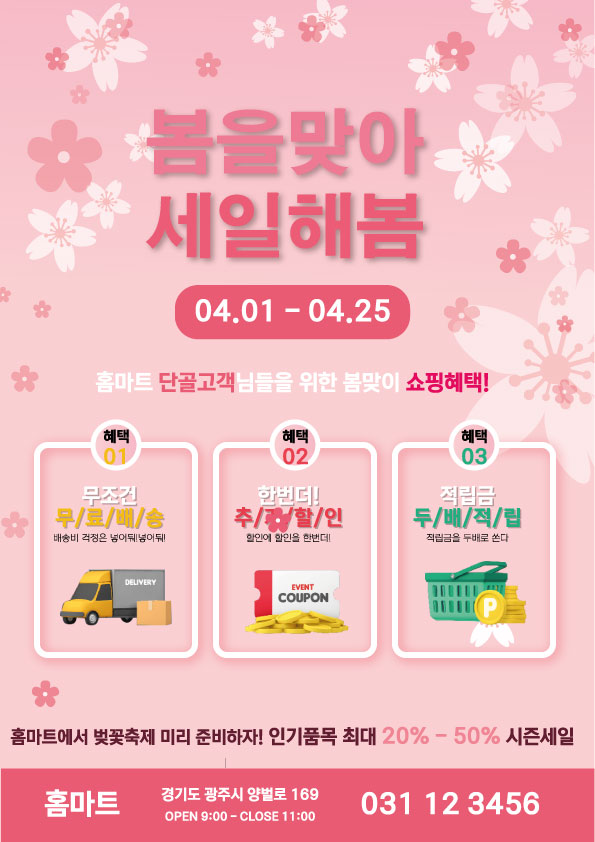 봄을맞아
세일해봄
04.01 - 04.25
홈마트 단골고객님들을 위한 봄맞이 쇼핑혜택!
혜택
01
무조건
무/료/배/송
배송비 걱정은 넣어둬!넣어둬!
DELIVERY
혜택
02
한번더!
추/가/할/인
할인에 할인을 한번더!
EVENT
COUPON
혜택
03
적립금
두/배/적/립
적립금을 두배로 쏜다
P
홈마트에서 벚꽃축제 미리 준비하자! 인기품목 최대 20% - 50% 시즌세일
홈마트
경기도 광주시 양벌로 169
OPEN 9:00 - CLOSE 11:00
031 12 3456